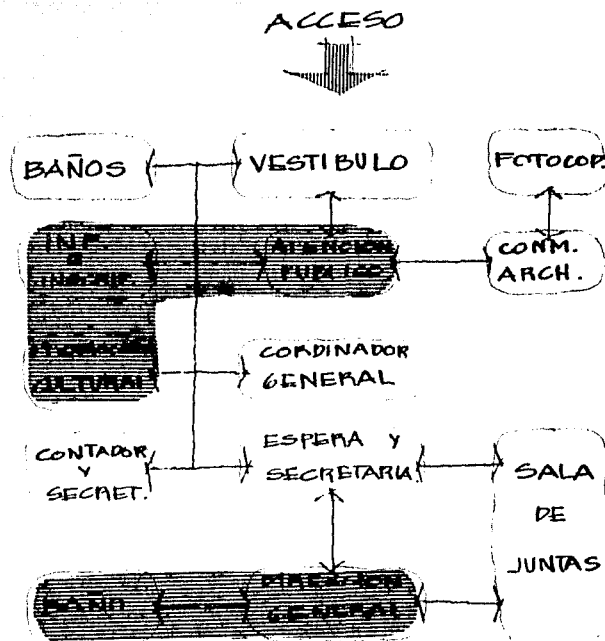 ACCESO
BAÑOS
VESTIBULO
FOTOCOP.
INF.
INSCRIP.
ATENCION
PUBLICO
CONM.
ARCH.
CULTURAL
CORDINADOR
GENERAL
CONTADOR
Y
SECRET.
ESPERA Y
SECRETARIA.
SALA
DE
JUNTAS
BAÑO
DIRECCION
GENERAL